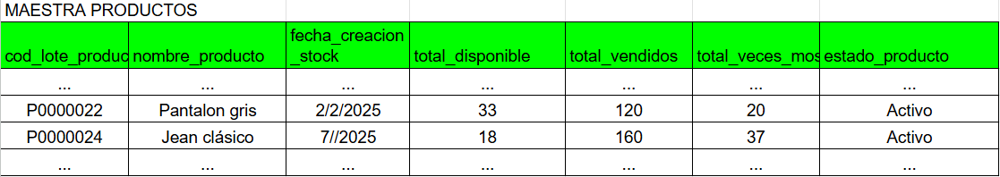 MAESTRA PRODUCTOS
cod_lote_produc nombre_producto fecha_creacion_stock total_disponible total_vendidos total_veces_mos estado_producto
... ... ... ... ... ... ...
P0000022 Pantalon gris 2/2/2025 33 120 20 Activo
P0000024 Jean clásico 7//2025 18 160 37 Activo
... ... ... ... ... ... ...